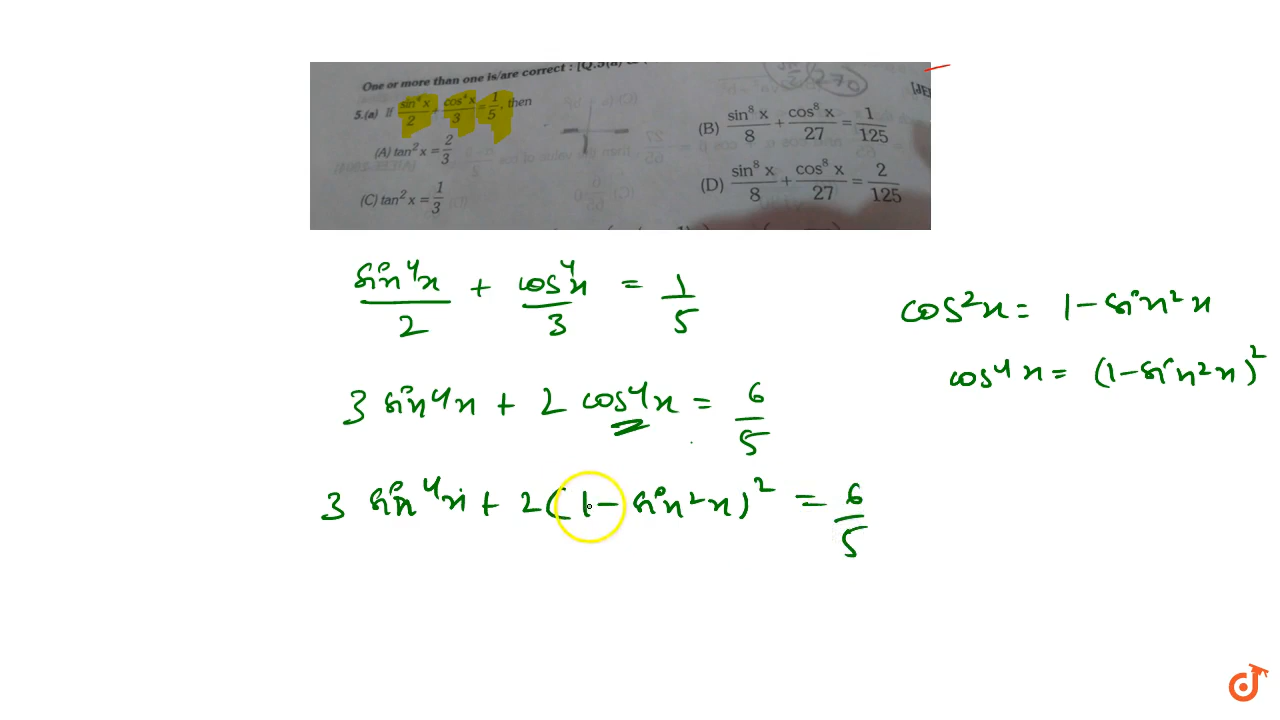 One or more than one is/are correct : [Q.5(a)
5.(a) If sin⁴x/2 + cos⁴x/3 = 1/5, then
(A) tan²x = 2/3
(B) sin⁸x/8 + cos⁸x/27 = 1/125
(C) tan²x = 1/3
(D) sin⁸x/8 + cos⁸x/27 = 2/125
sin⁴x/2 + cos⁴x/3 = 1/5
cos²x = 1 - sin²x
cos⁴x = (1 - sin²x)²
3 sin⁴x + 2 cos⁴x = 6/5
3 sin⁴x + 2(1 - sin²x)² = 6/5